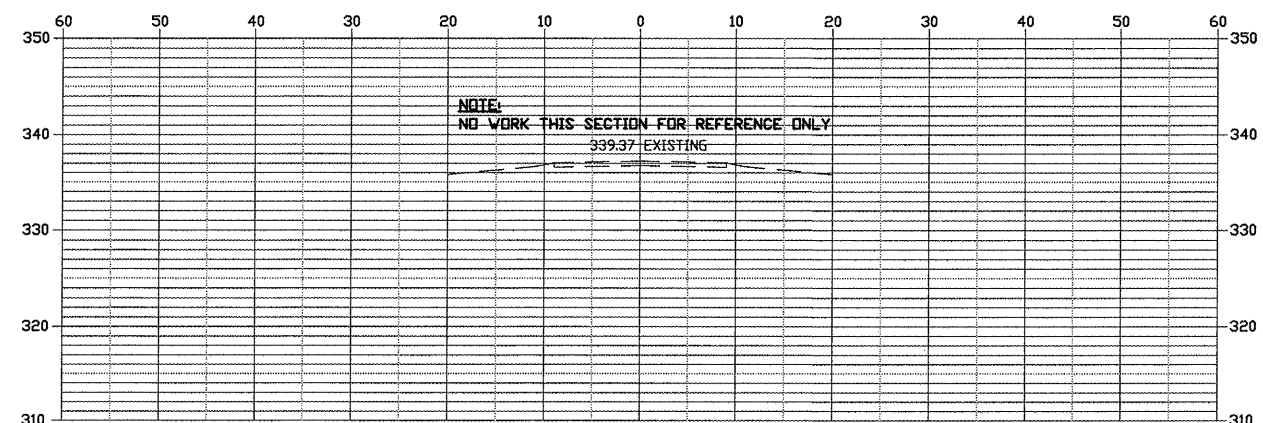 60 50 40 30 20 10 0 10 20 30 40 50 60
350 350
NOTE:
NO WORK THIS SECTION FOR REFERENCE ONLY
340 340
339.37 EXISTING
330 330
320 320
310 310